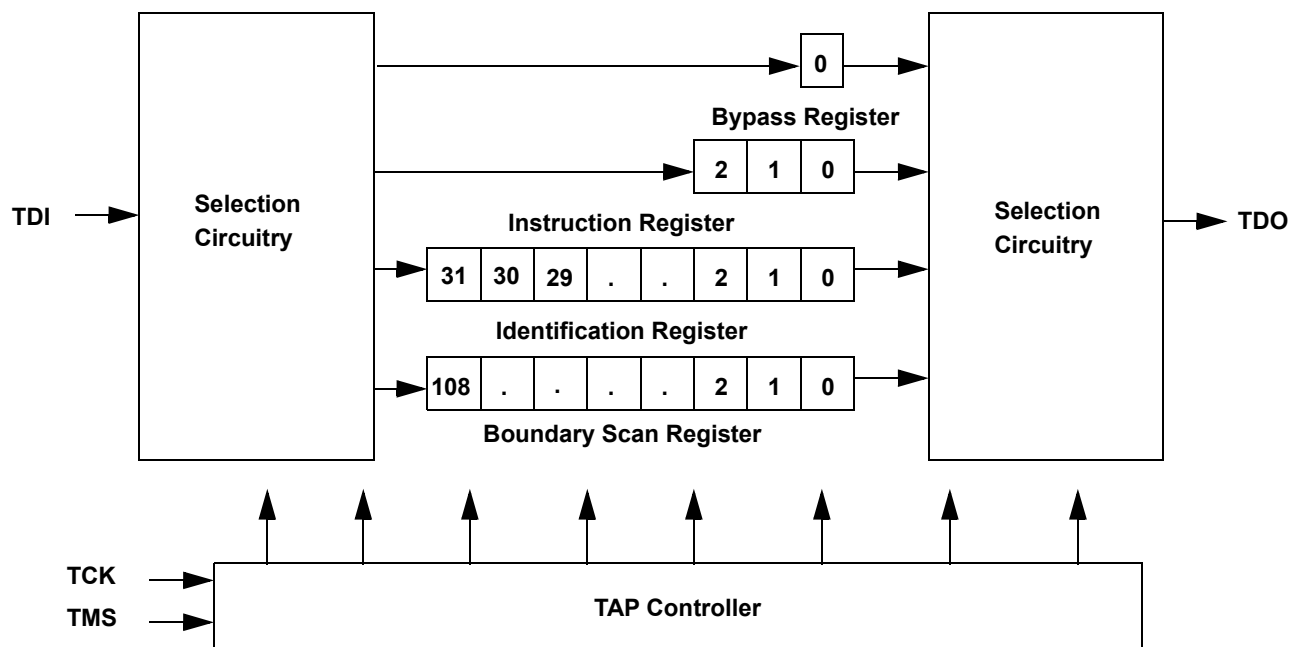 0
Bypass Register
2 1 0
TDI
Selection
Circuitry
Instruction Register
31 30 29 . . 2 1 0
Identification Register
108 . . . . 2 1 0
Boundary Scan Register
Selection
Circuitry
TDO
TCK
TMS
TAP Controller